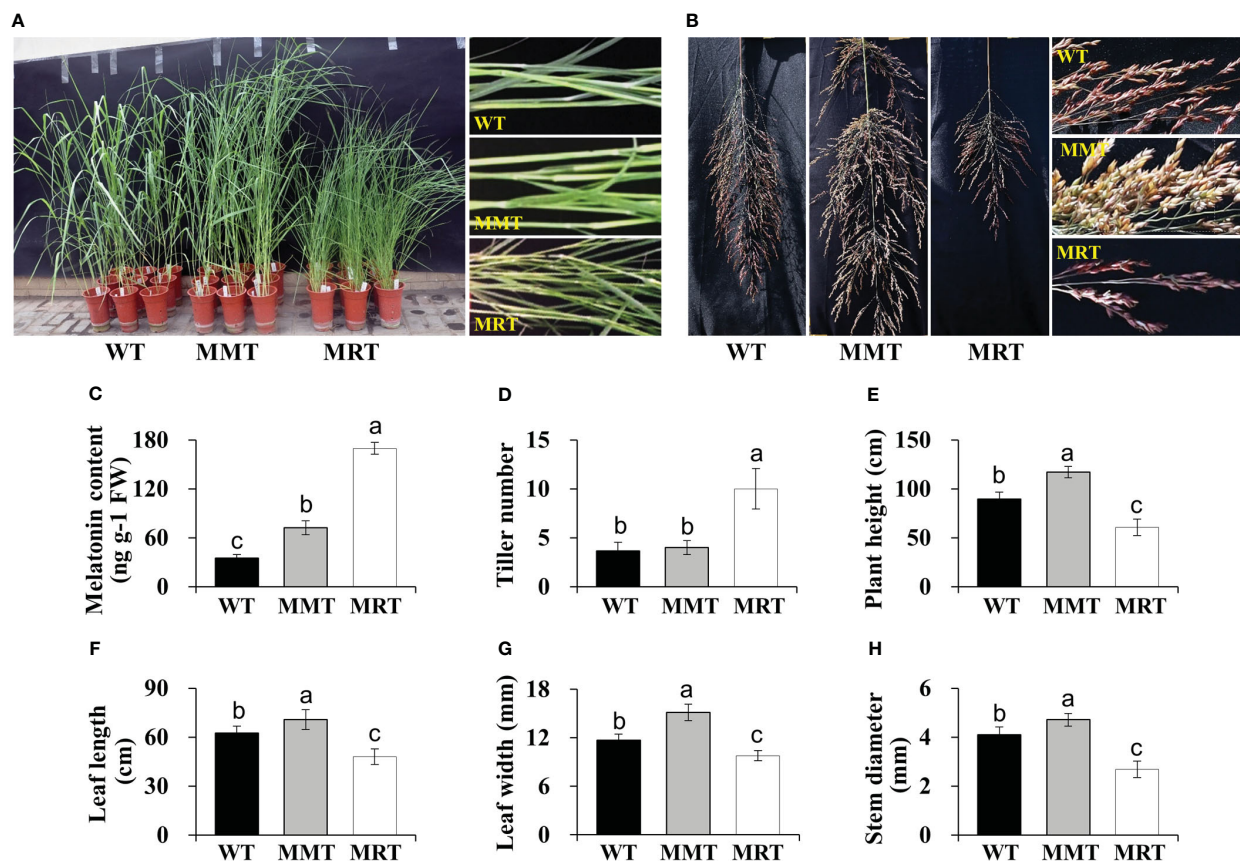 A
WT
MMT
MRT
WT MMT MRT
B
WT
MMT
MRT
WT MMT MRT
C
Melatonin content
(ng g-1 FW)
180
120
60
0
c
b
a
WT MMT MRT
D
Tiller number
15
10
5
0
b
b
a
WT MMT MRT
E
Plant height (cm)
150
100
50
0
b
a
c
WT MMT MRT
F
Leaf length
(cm)
90
60
30
0
b
a
c
WT MMT MRT
G
Leaf width (mm)
18
12
6
0
b
a
c
WT MMT MRT
H
Stem diameter
(mm)
6
4
2
0
b
a
c
WT MMT MRT